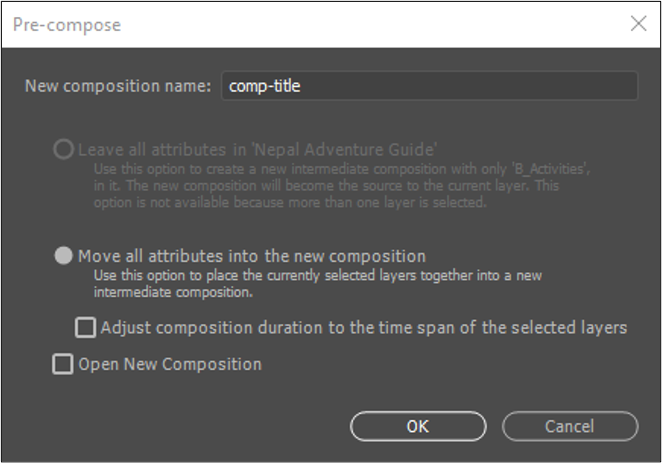 Pre-compose
New composition name: comp-title
Leave all attributes in 'Nepal Adventure Guide'
Use this option to create a new intermediate composition with only 'B_Activities',
in it. The new composition will become the source to the current layer. This
option is not available because more than one layer is selected.
Move all attributes into the new composition
Use this option to place the currently selected layers together into a new
intermediate composition.
Adjust composition duration to the time span of the selected layers
Open New Composition
OK Cancel